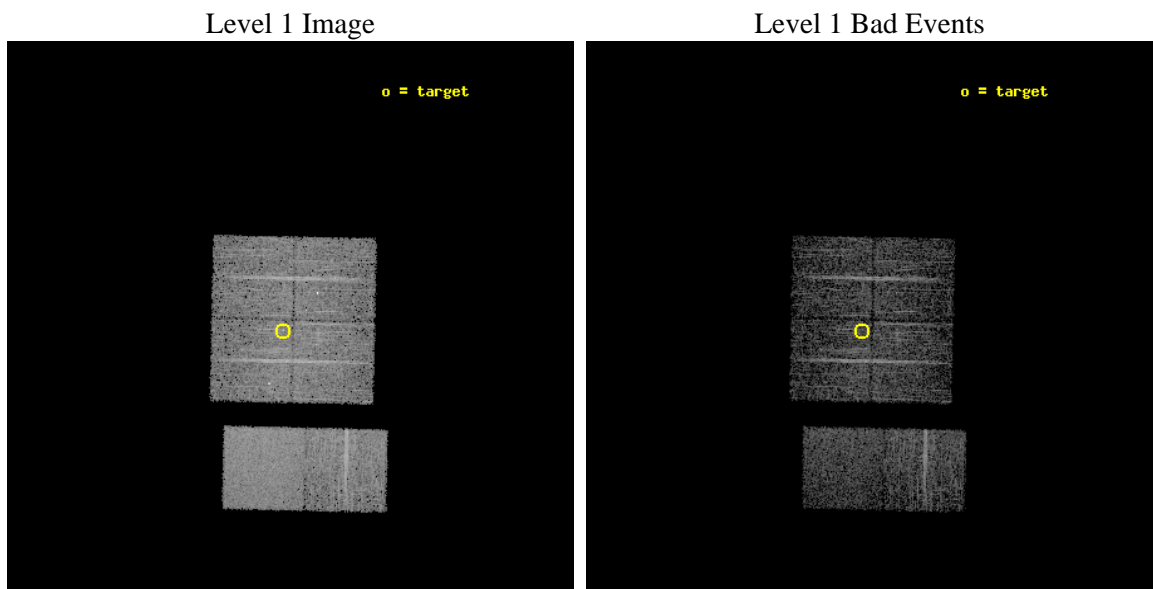 Level 1 Image
Level 1 Bad Events
o = target
o = target